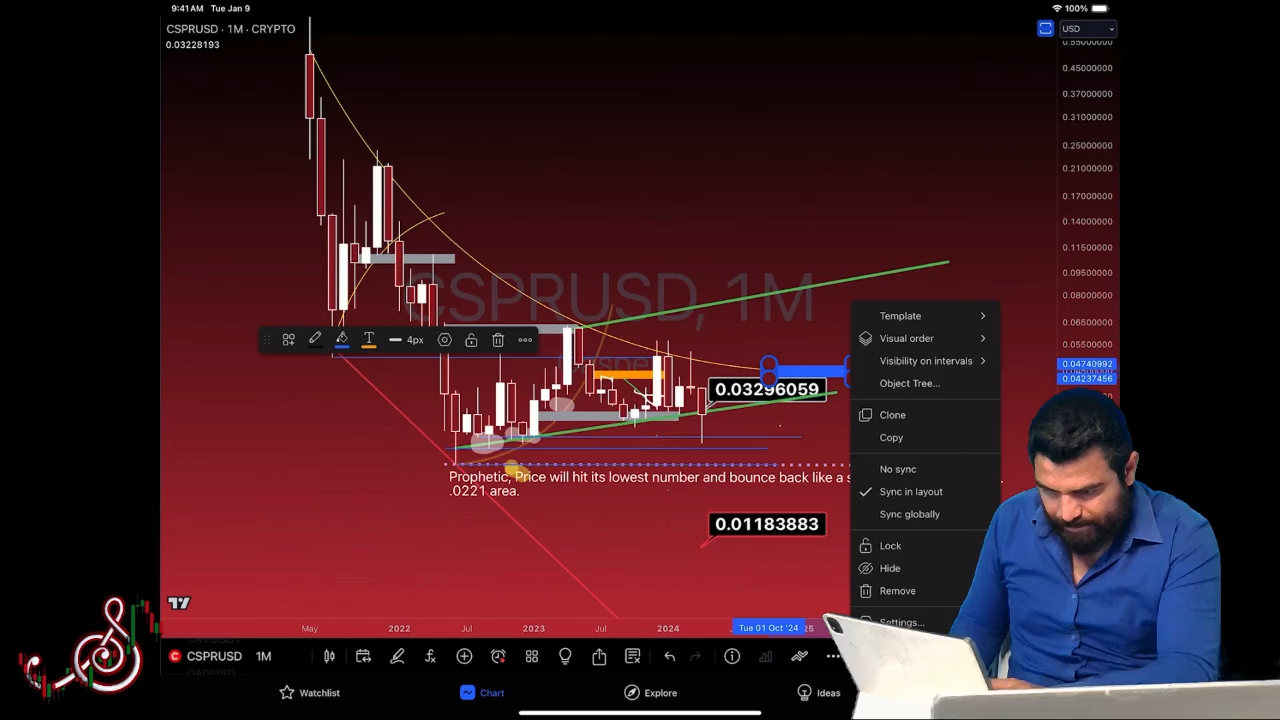 9:41 AM Tue Jan 9
100%
CSPRUSD · 1M · CRYPTO
0.03228193
USD
0.55000000
0.45000000
0.37000000
0.31000000
0.25000000
0.21000000
0.17000000
0.14000000
0.11500000
0.09500000
0.08000000
0.06500000
0.05500000
0.04740992
0.04237456
CSPRUSD, 1M
T
4px
0.03296059
Prophetic, Price will hit its lowest number and bounce back like a s
.0221 area.
0.01183883
Template
Visual order
Visibility on intervals
Object Tree...
Clone
Copy
No sync
Sync in layout
Sync globally
Lock
Hide
Remove
Settings...
May
2022
Jul
2023
Jul
2024
Tue 01 Oct '24
CSPRUSD 1M
Watchlist
Chart
Explore
Ideas